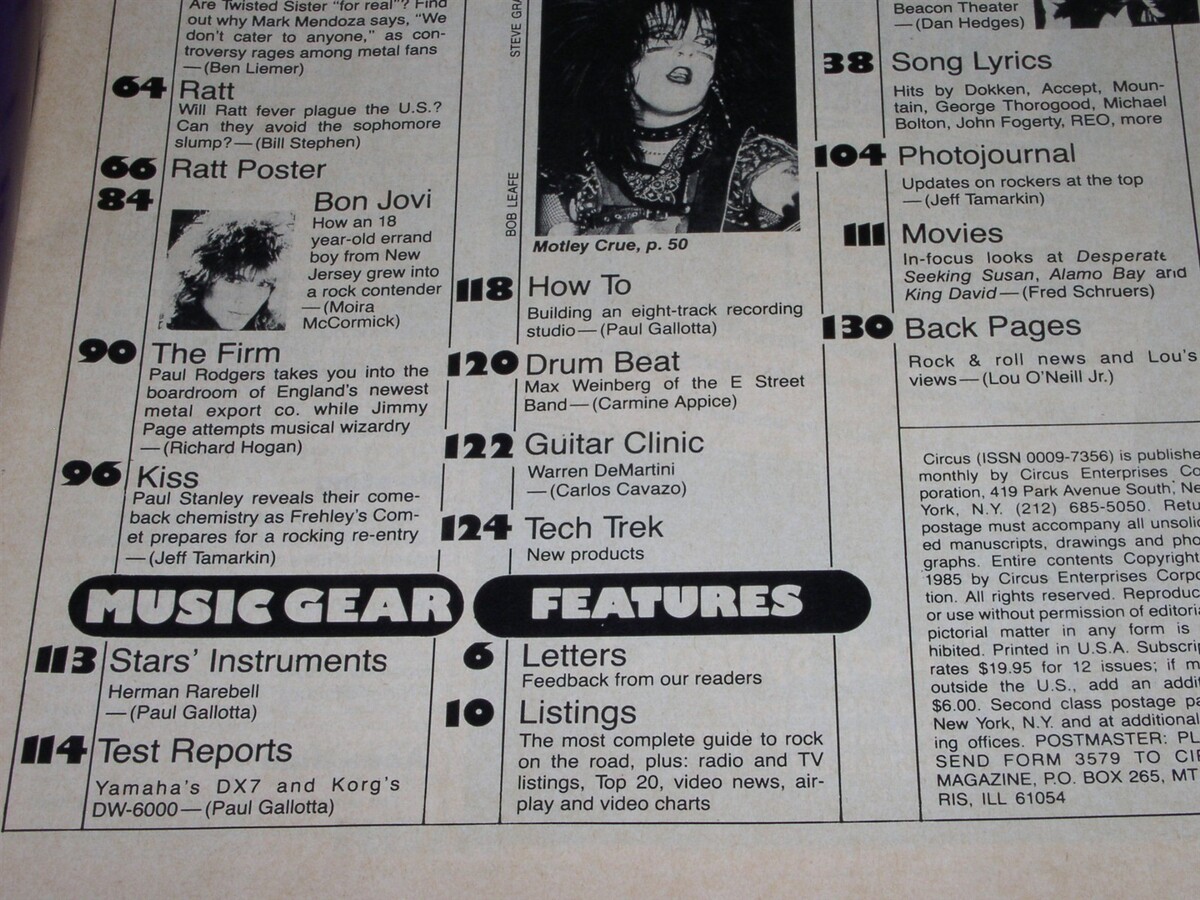 Are Twisted Sister "for real"? Find
out why Mark Mendoza says, "We
don't cater to anyone," as con-
troversy rages among metal fans
—(Ben Liemer)
64 Ratt
Will Ratt fever plague the U.S.?
Can they avoid the sophomore
slump?—(Bill Stephen)
66 Ratt Poster
84 Bon Jovi
How an 18
year-old errand
boy from New
Jersey grew into
a rock contender
—(Moira
McCormick)
90 The Firm
Paul Rodgers takes you into the
boardroom of England's newest
metal export co. while Jimmy
Page attempts musical wizardry
—(Richard Hogan)
96 Kiss
Paul Stanley reveals their come-
back chemistry as Frehley's Com-
et prepares for a rocking re-entry
—(Jeff Tamarkin)
MUSIC GEAR
113 Stars' Instruments
Herman Rarebell
—(Paul Gallotta)
114 Test Reports
Yamaha's DX7 and Korg's
DW-6000—(Paul Gallotta)
STEVE GRA
BOB LEAFE
Motley Crue, p. 50
118 How To
Building an eight-track recording
studio—(Paul Gallotta)
120 Drum Beat
Max Weinberg of the E Street
Band—(Carmine Appice)
122 Guitar Clinic
Warren DeMartini
—(Carlos Cavazo)
124 Tech Trek
New products
FEATURES
6 Letters
Feedback from our readers
10 Listings
The most complete guide to rock
on the road, plus: radio and TV
listings, Top 20, video news, air-
play and video charts
Beacon Theater
—(Dan Hedges)
38 Song Lyrics
Hits by Dokken, Accept, Moun-
tain, George Thorogood, Michael
Bolton, John Fogerty, REO, more
104 Photojournal
Updates on rockers at the top
—(Jeff Tamarkin)
111 Movies
In-focus looks at Desperate
Seeking Susan, Alamo Bay and
King David—(Fred Schruers)
130 Back Pages
Rock & roll news and Lou's
views—(Lou O'Neill Jr.)
Circus (ISSN 0009-7356) is publishe
monthly by Circus Enterprises Co
poration, 419 Park Avenue South, Ne
York, N.Y. (212) 685-5050. Retu
postage must accompany all unsolic
ed manuscripts, drawings and pho
graphs. Entire contents Copyright
1985 by Circus Enterprises Corpo
tion. All rights reserved. Reproduc
or use without permission of editoria
pictorial matter in any form is
hibited. Printed in U.S.A. Subscrip
rates $19.95 for 12 issues; if m
outside the U.S., add an addit
$6.00. Second class postage pa
New York, N.Y. and at additional
ing offices. POSTMASTER: PL
SEND FORM 3579 TO CIR
MAGAZINE, P.O. BOX 265, MT
RIS, ILL 61054